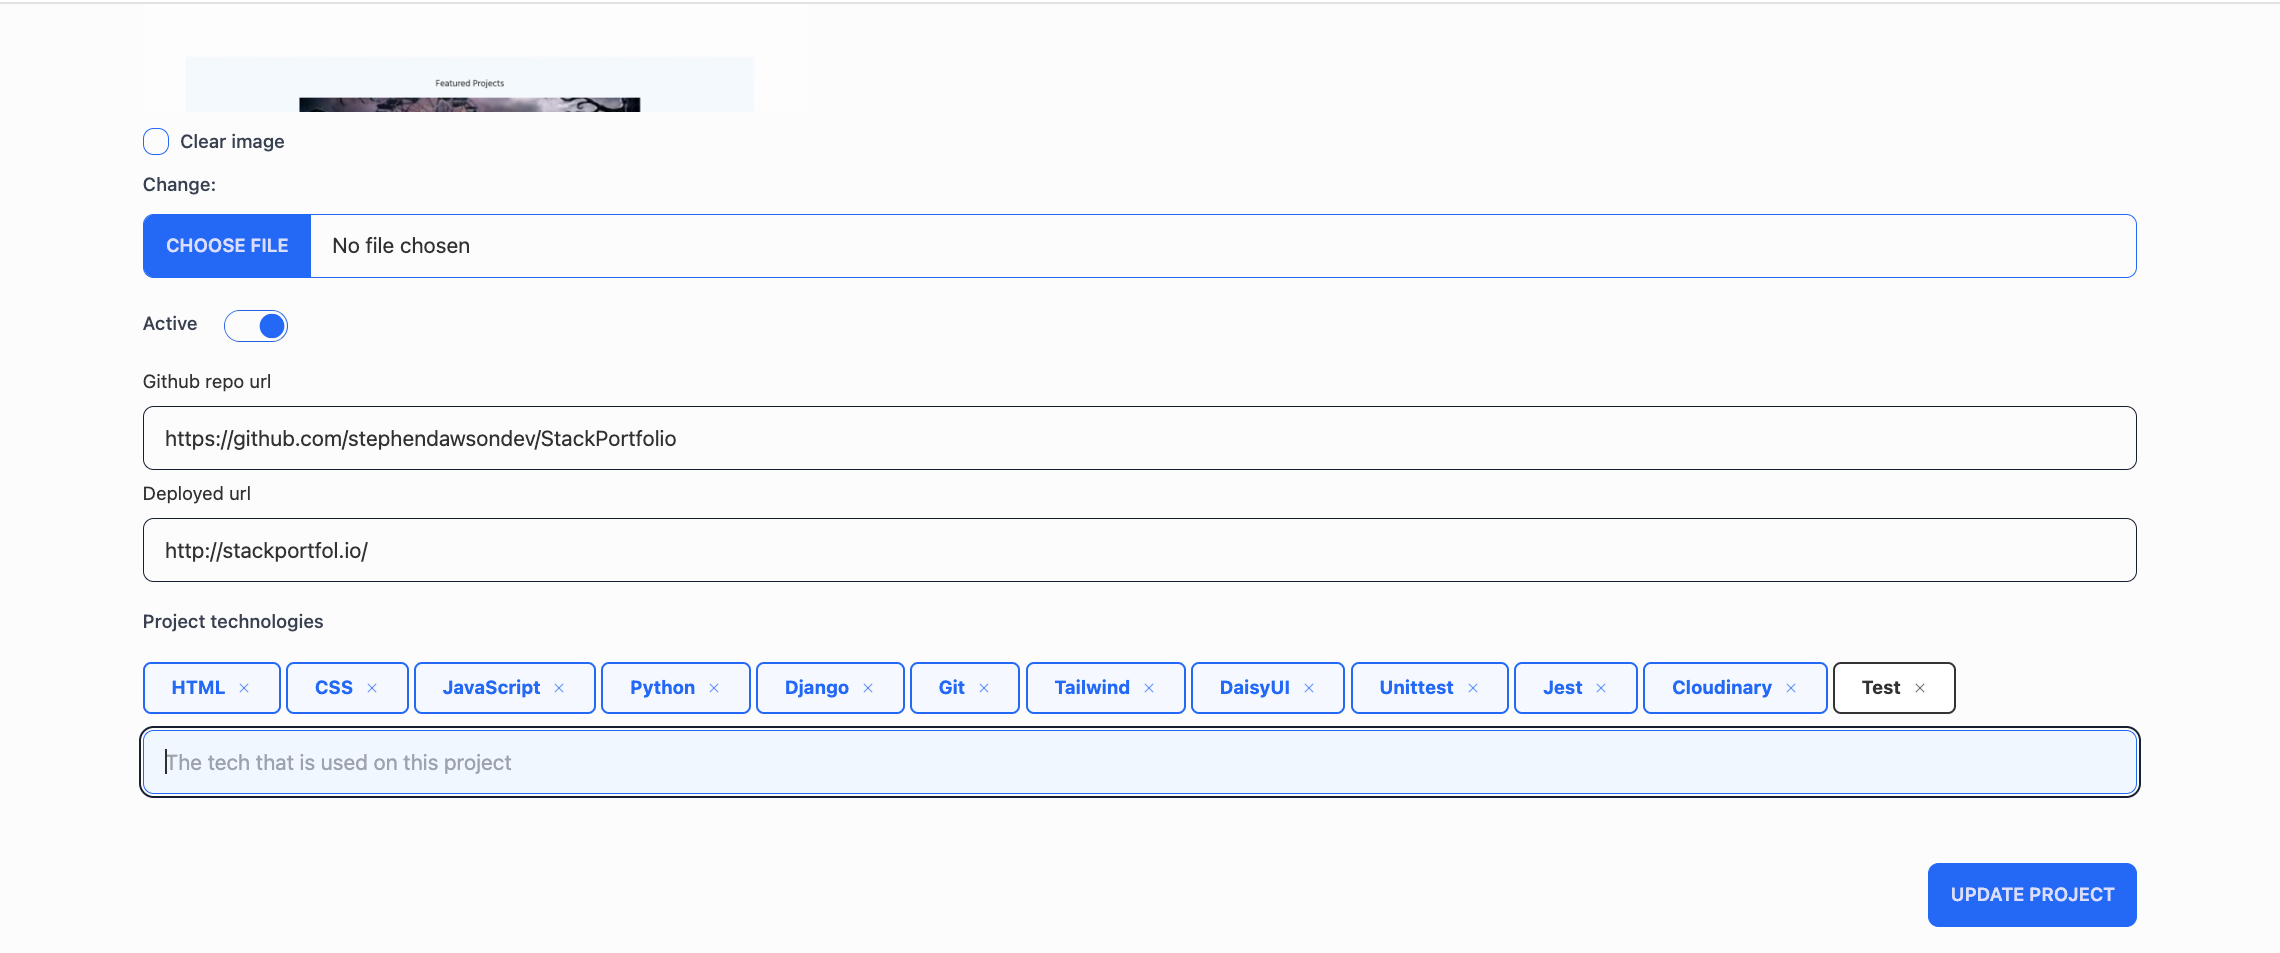 Featured Projects
Clear image
Change:
CHOOSE FILE No file chosen
Active
Github repo url
https://github.com/stephendawsondev/StackPortfolio
Deployed url
http://stackportfol.io/
Project technologies
HTML × CSS × JavaScript × Python × Django × Git × Tailwind × DaisyUI × Unittest × Jest × Cloudinary × Test ×
The tech that is used on this project
UPDATE PROJECT